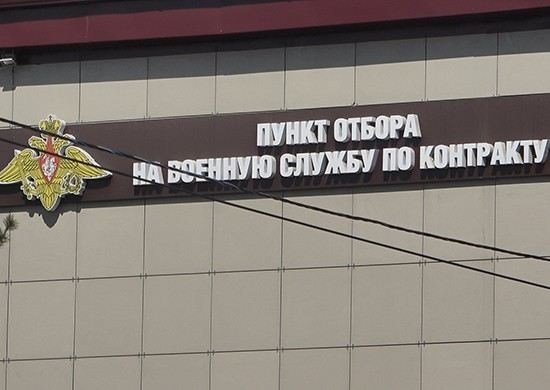 ПУНКТ ОТБОРА
НА ВОЕННУЮ СЛУЖБУ ПО КОНТРАКТУ